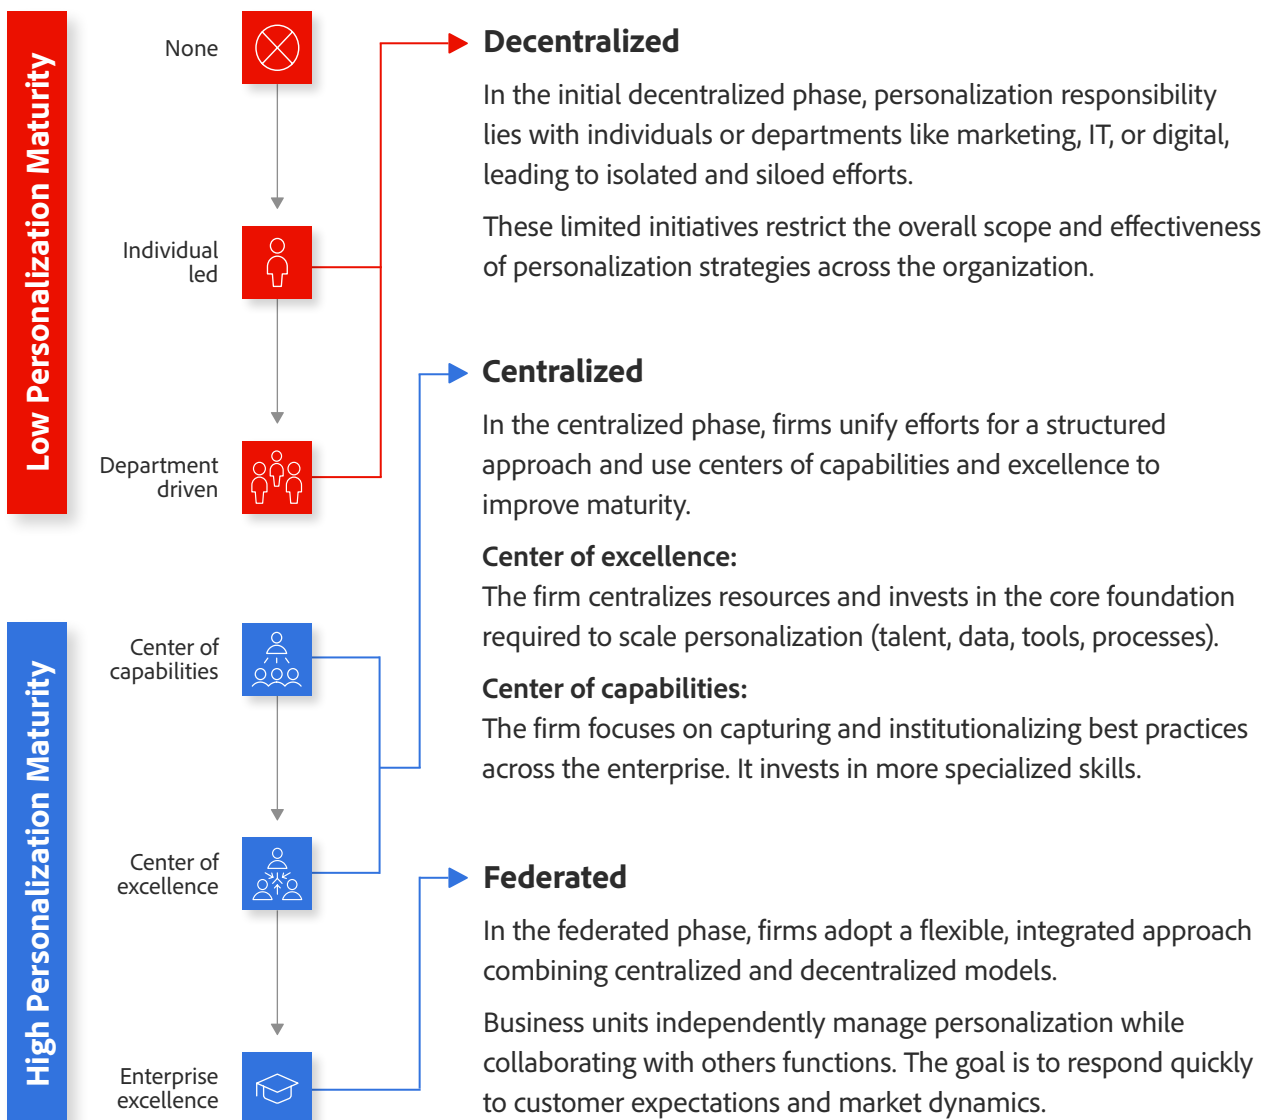 Low Personalization Maturity
None
Individual
led
Department
driven
Decentralized
In the initial decentralized phase, personalization responsibility
lies with individuals or departments like marketing, IT, or digital,
leading to isolated and siloed efforts.
These limited initiatives restrict the overall scope and effectiveness
of personalization strategies across the organization.
High Personalization Maturity
Center of
capabilities
Center of
excellence
Enterprise
excellence
Centralized
In the centralized phase, firms unify efforts for a structured
approach and use centers of capabilities and excellence to
improve maturity.
Center of excellence:
The firm centralizes resources and invests in the core foundation
required to scale personalization (talent, data, tools, processes).
Center of capabilities:
The firm focuses on capturing and institutionalizing best practices
across the enterprise. It invests in more specialized skills.
Federated
In the federated phase, firms adopt a flexible, integrated approach
combining centralized and decentralized models.
Business units independently manage personalization while
collaborating with others functions. The goal is to respond quickly
to customer expectations and market dynamics.